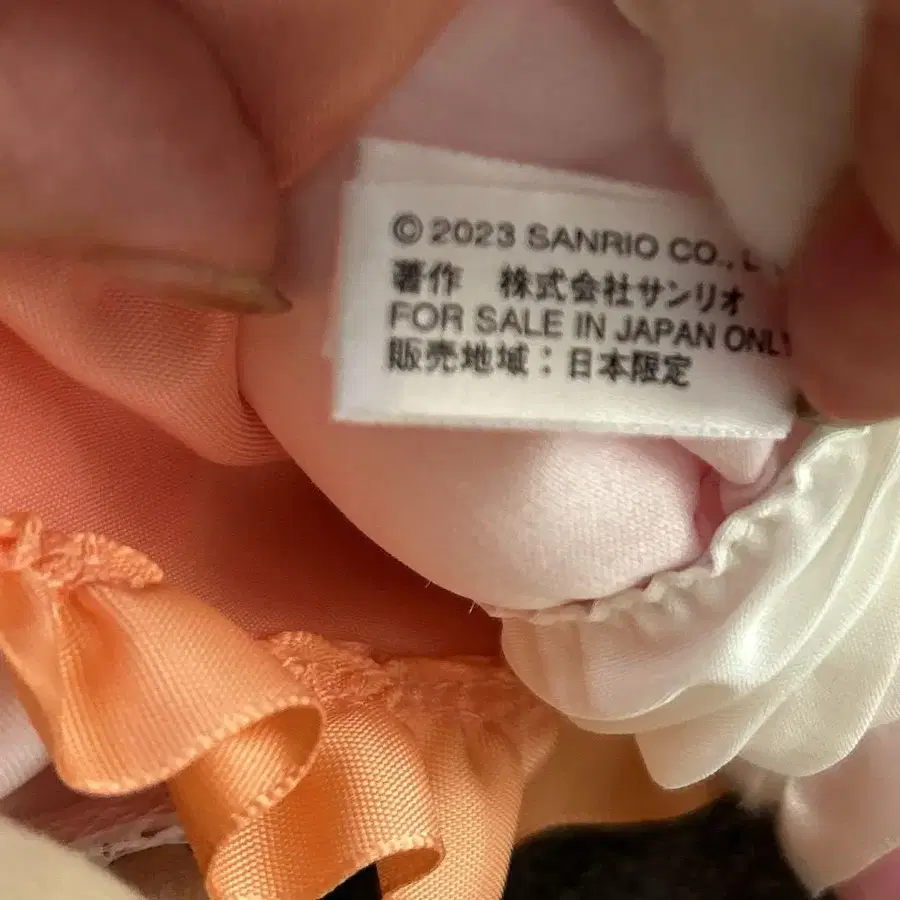 © 2023 SANRIO CO.,
著作 株式会社サンリオ
FOR SALE IN JAPAN ONLY
販売地域：日本限定